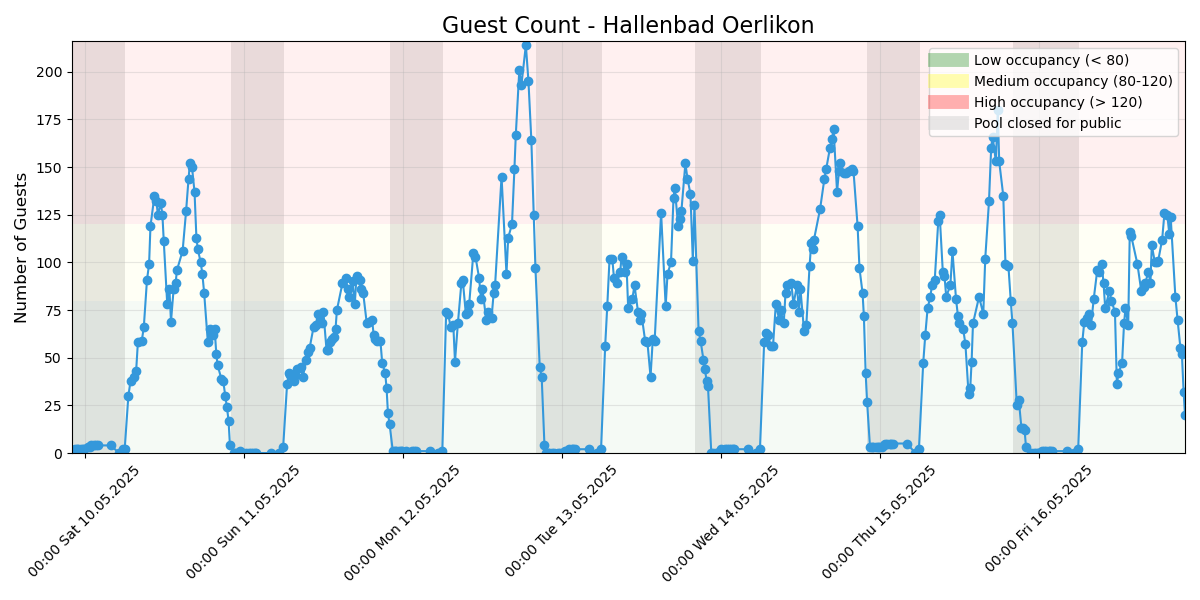 Guest Count - Hallenbad Oerlikon
Number of Guests
200
175
150
125
100
75
50
25
0
Low occupancy (< 80)
Medium occupancy (80-120)
High occupancy (> 120)
Pool closed for public
00:00 Sat 10.05.2025
00:00 Sun 11.05.2025
00:00 Mon 12.05.2025
00:00 Tue 13.05.2025
00:00 Wed 14.05.2025
00:00 Thu 15.05.2025
00:00 Fri 16.05.2025